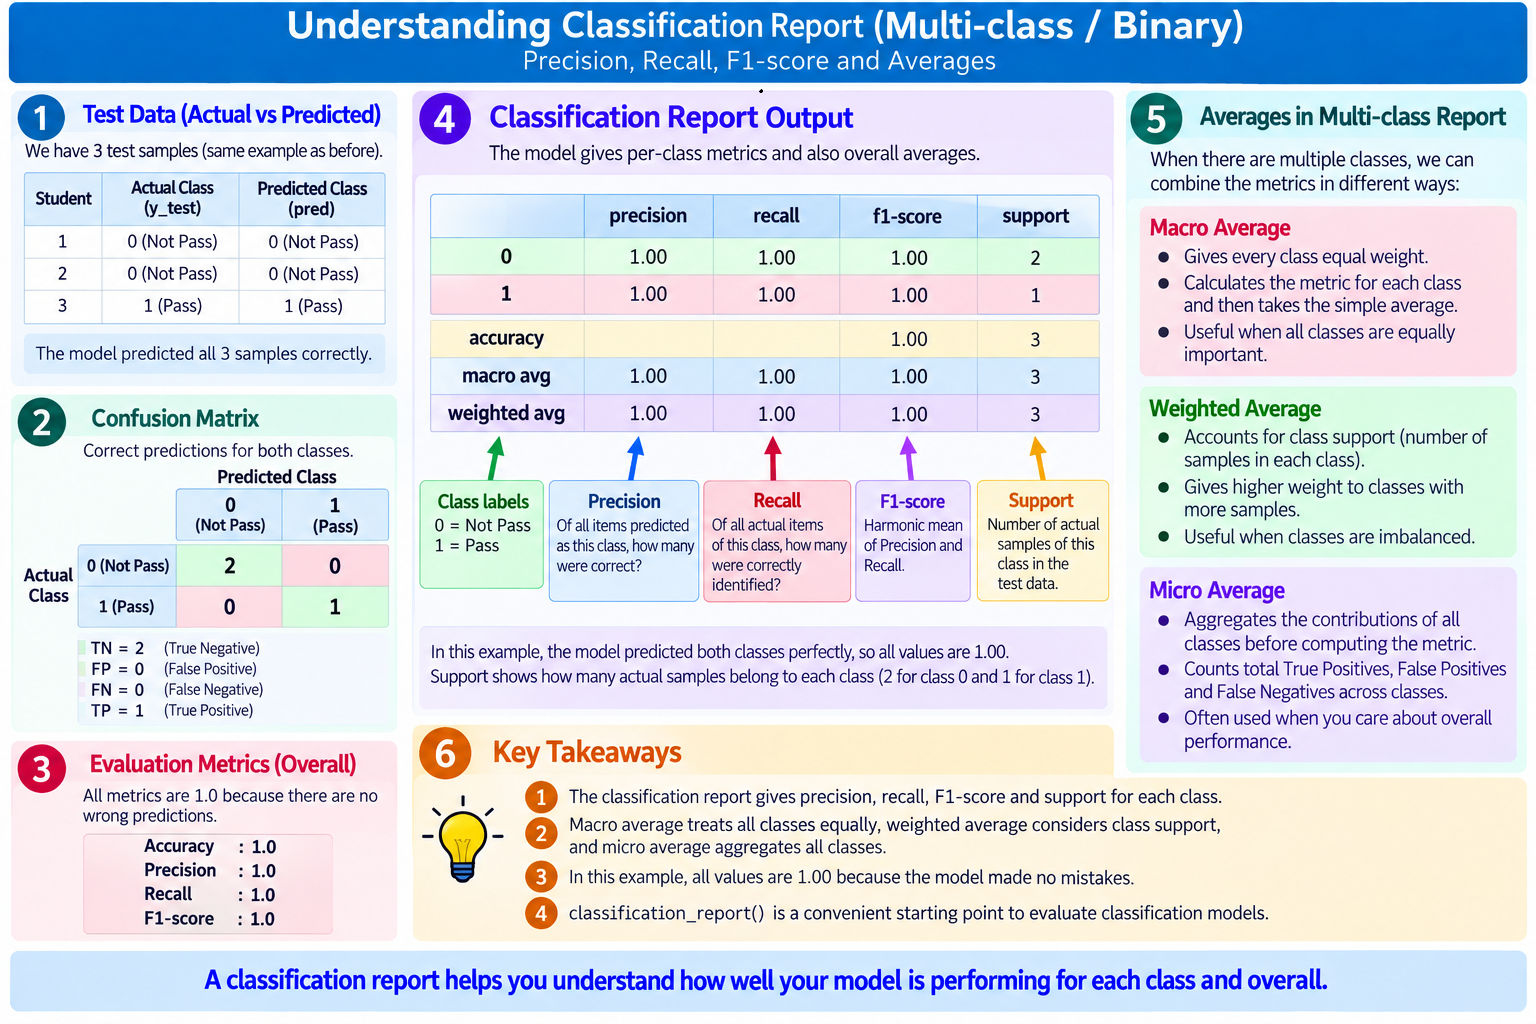 Understanding Classification Report (Multi-class / Binary)
Precision, Recall, F1-score and Averages
1 Test Data (Actual vs Predicted)
We have 3 test samples (same example as before).
Student Actual Class (y_test) Predicted Class (pred)
1 0 (Not Pass) 0 (Not Pass)
2 0 (Not Pass) 0 (Not Pass)
3 1 (Pass) 1 (Pass)
The model predicted all 3 samples correctly.
2 Confusion Matrix
Correct predictions for both classes.
Predicted Class
0 (Not Pass) 1 (Pass)
Actual Class
0 (Not Pass) 2 0
1 (Pass) 0 1
TN = 2 (True Negative)
FP = 0 (False Positive)
FN = 0 (False Negative)
TP = 1 (True Positive)
3 Evaluation Metrics (Overall)
All metrics are 1.0 because there are no
wrong predictions.
Accuracy : 1.0
Precision : 1.0
Recall : 1.0
F1-score : 1.0
4 Classification Report Output
The model gives per-class metrics and also overall averages.
precision recall f1-score support
0 1.00 1.00 1.00 2
1 1.00 1.00 1.00 1
accuracy 1.00 3
macro avg 1.00 1.00 1.00 3
weighted avg 1.00 1.00 1.00 3
Class labels
0 = Not Pass
1 = Pass
Precision
Of all items predicted
as this class, how many
were correct?
Recall
Of all actual items
of this class, how many
were correctly
identified?
F1-score
Harmonic mean
of Precision and
Recall.
Support
Number of actual
samples of this
class in the
test data.
In this example, the model predicted both classes perfectly, so all values are 1.00.
Support shows how many actual samples belong to each class (2 for class 0 and 1 for class 1).
5 Averages in Multi-class Report
When there are multiple classes, we can
combine the metrics in different ways:
Macro Average
● Gives every class equal weight.
● Calculates the metric for each class
and then takes the simple average.
● Useful when all classes are equally
important.
Weighted Average
● Accounts for class support (number of
samples in each class).
● Gives higher weight to classes with
more samples.
● Useful when classes are imbalanced.
Micro Average
● Aggregates the contributions of all
classes before computing the metric.
● Counts total True Positives, False Positives
and False Negatives across classes.
● Often used when you care about overall
performance.
6 Key Takeaways
1 The classification report gives precision, recall, F1-score and support for each class.
2 Macro average treats all classes equally, weighted average considers class support,
and micro average aggregates all classes.
3 In this example, all values are 1.00 because the model made no mistakes.
4 classification_report() is a convenient starting point to evaluate classification models.
A classification report helps you understand how well your model is performing for each class and overall.